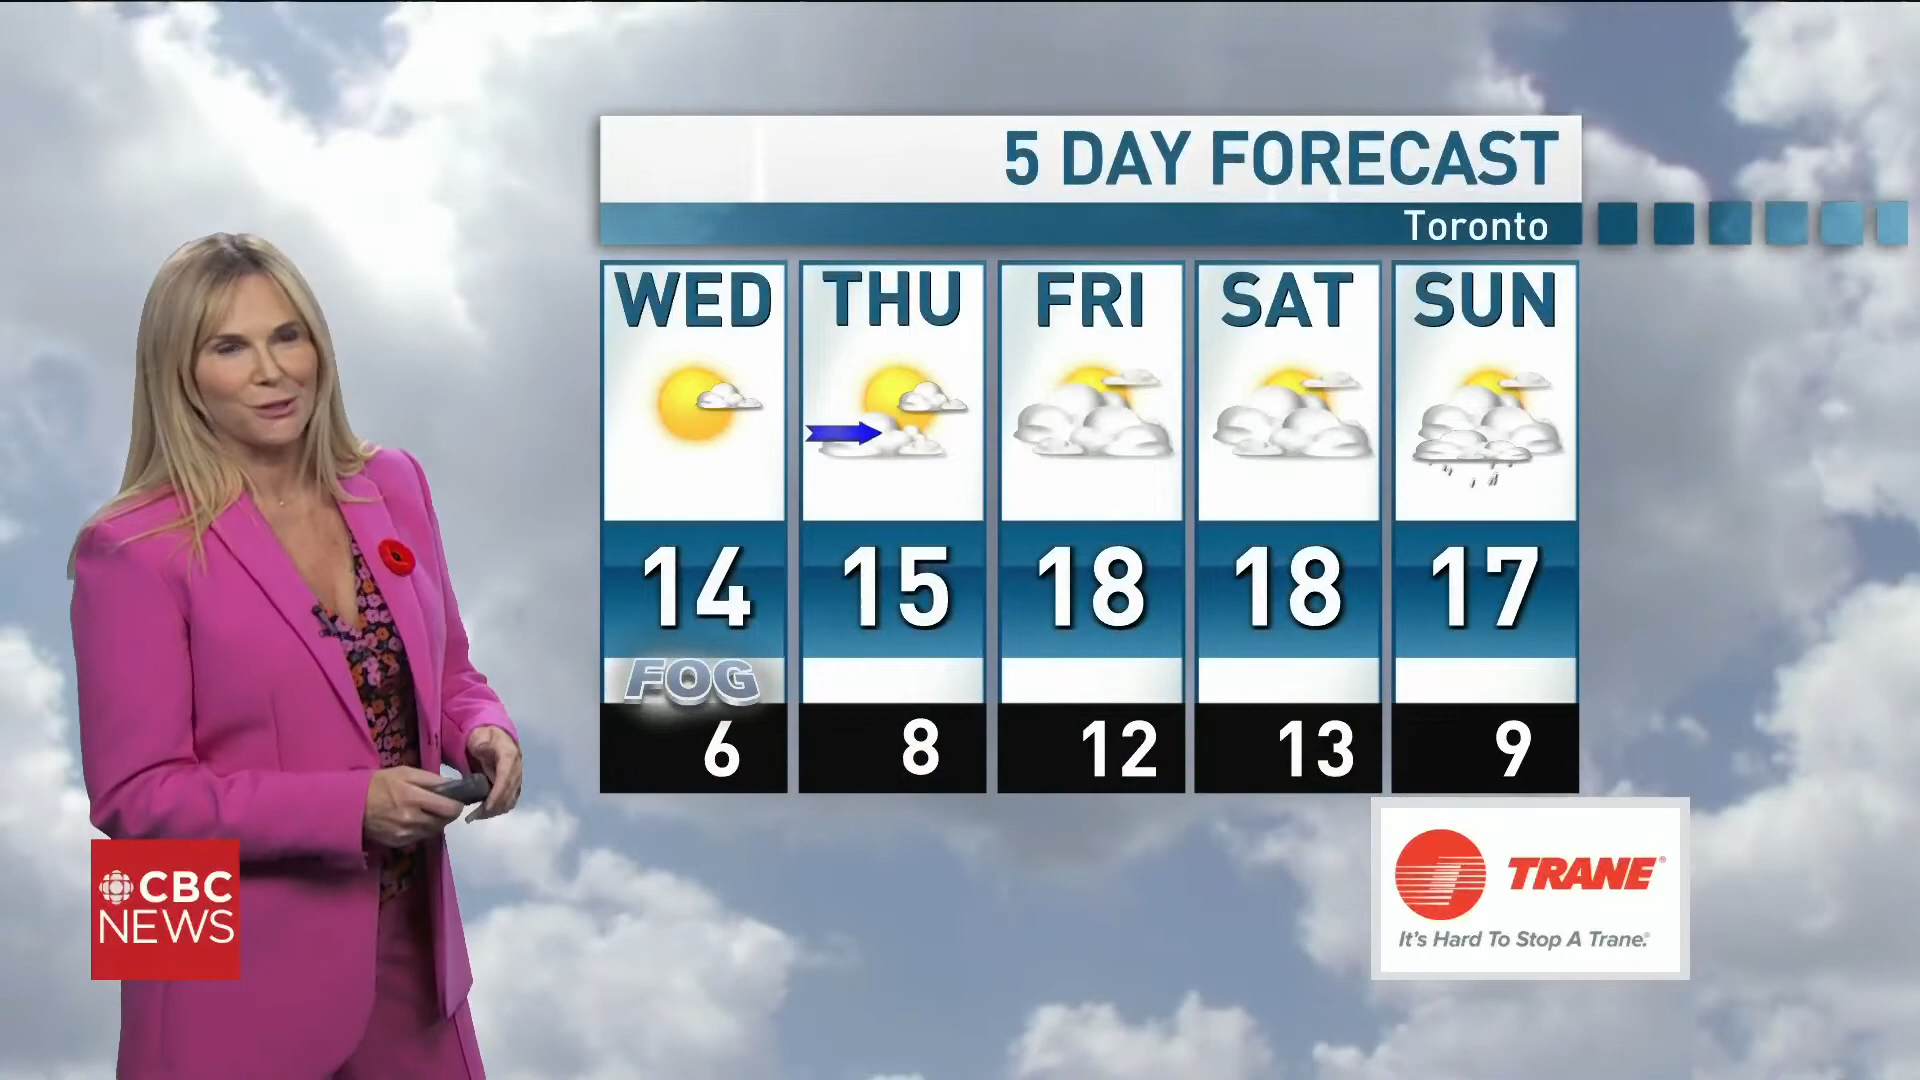 5 DAY FORECAST
Toronto
WED THU FRI SAT SUN
14 15 18 18 17
FOG
6 8 12 13 9
CBC
NEWS
TRANE®
It's Hard To Stop A Trane.®